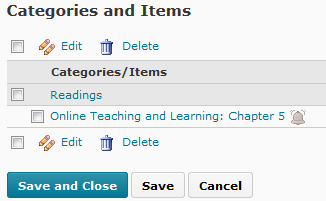 Categories and Items
Edit Delete
Categories/Items
Readings
Online Teaching and Learning: Chapter 5
Edit Delete
Save and Close Save Cancel